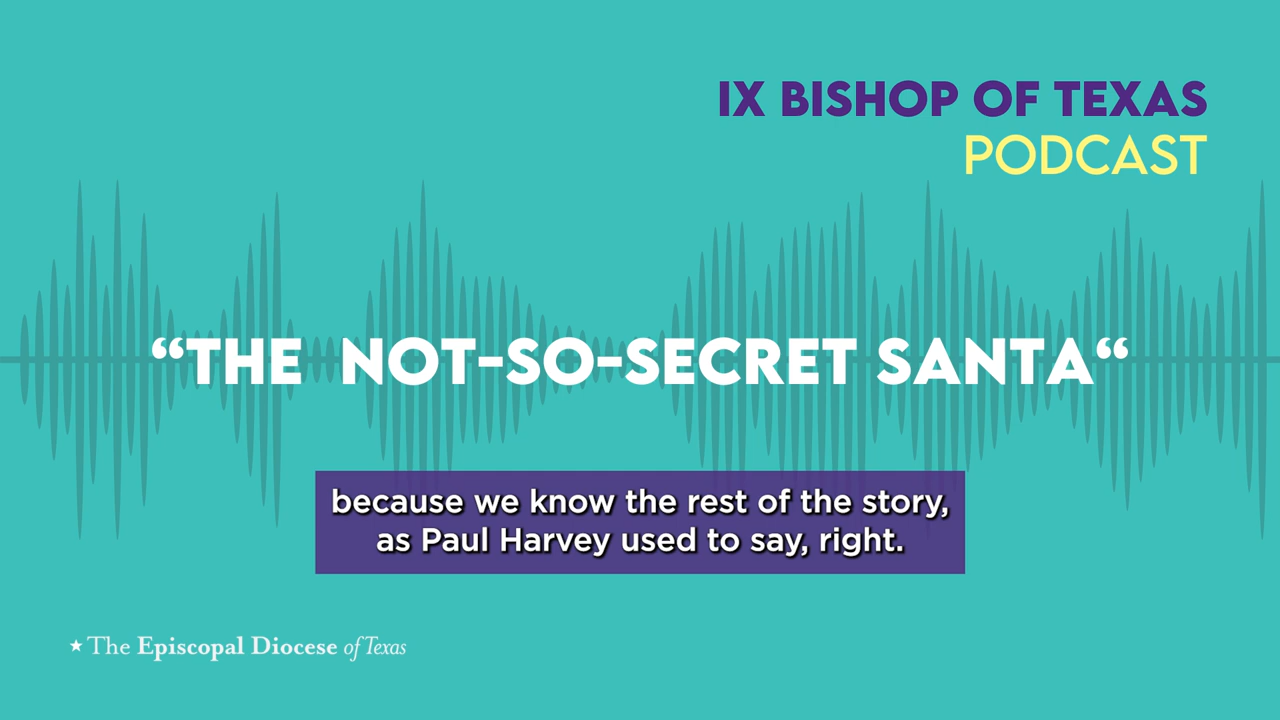 IX BISHOP OF TEXAS
PODCAST
“THE NOT-SO-SECRET SANTA“
because we know the rest of the story,
as Paul Harvey used to say, right.
The Episcopal Diocese of Texas